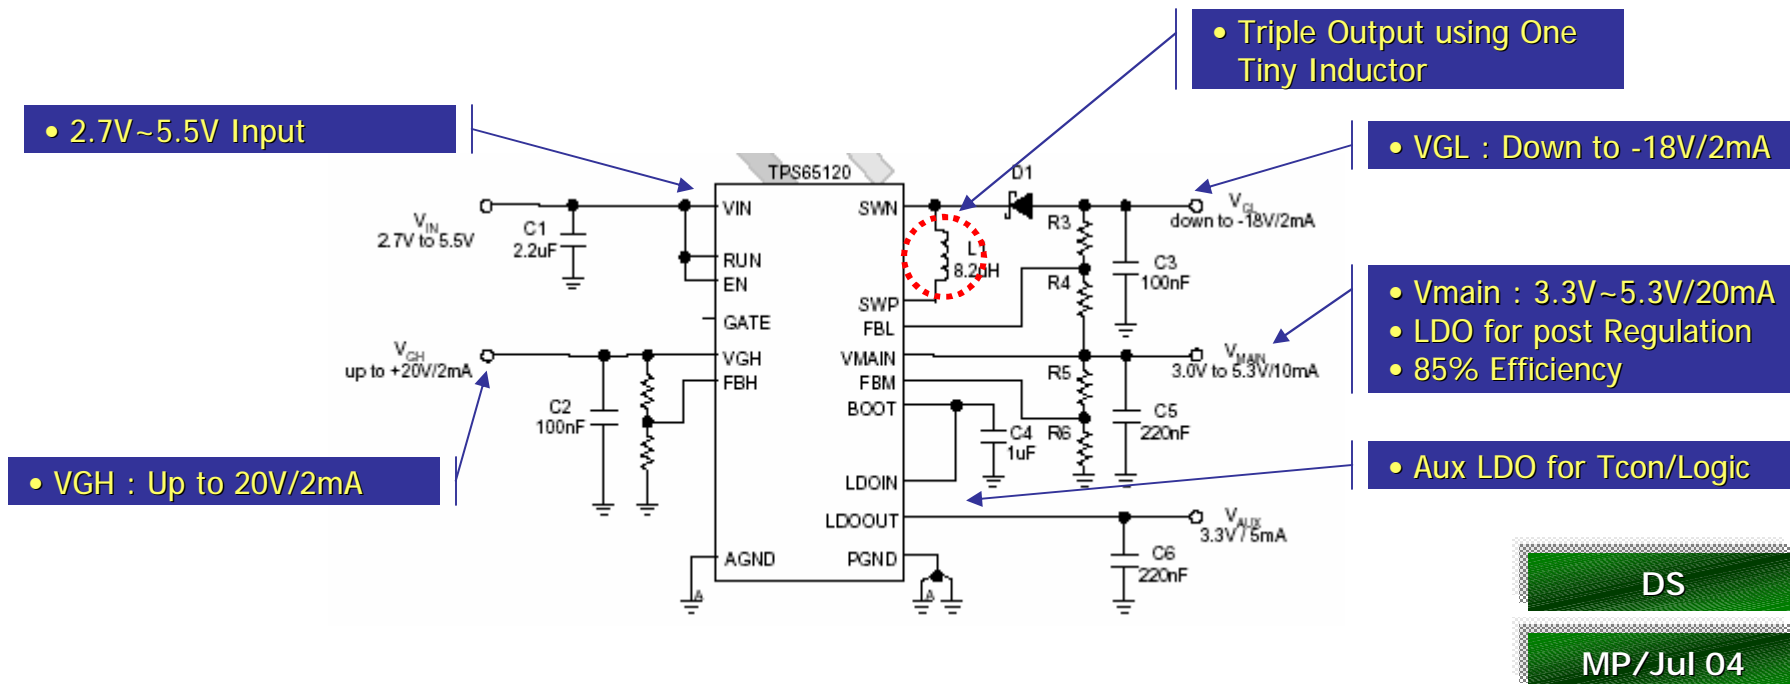 • Triple Output using One
Tiny Inductor
• 2.7V~5.5V Input
• VGL : Down to -18V/2mA
TPS65120
D1
VIN
2.7V to 5.5V
C1
2.2uF
VIN
RUN
EN
GATE
VGH
FBH
AGND
SWN
SWP
FBL
VMAIN
FBM
BOOT
LDOIN
LDOOUT
PGND
L
8.2uH
R3
R4
R5
R6
C3
100nF
VGL
down to -18V/2mA
• Vmain : 3.3V~5.3V/20mA
• LDO for post Regulation
• 85% Efficiency
VGH
up to +20V/2mA
C2
100nF
VMAIN
3.0V to 5.3V/10mA
C4
1uF
C5
220nF
• VGH : Up to 20V/2mA
• Aux LDO for Tcon/Logic
VAUX
3.3V / 5mA
C6
220nF
A
A
DS
MP/Jul 04